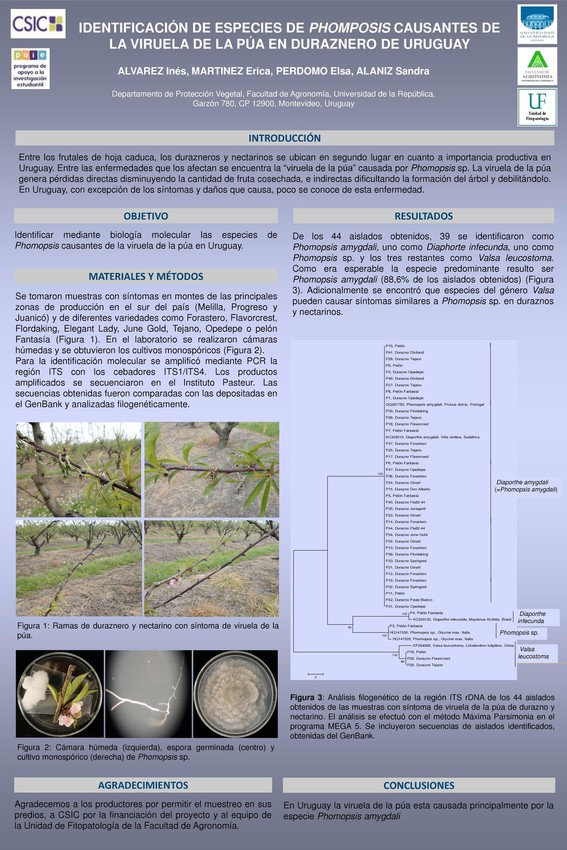 CSIC
paie
programa de
apoyo a la
investigación
estudiantil
IDENTIFICACIÓN DE ESPECIES DE PHOMPOSIS CAUSANTES DE
LA VIRUELA DE LA PÚA EN DURAZNERO DE URUGUAY
ALVAREZ Inés, MARTINEZ Erica, PERDOMO Elsa, ALANIZ Sandra
Departamento de Protección Vegetal, Facultad de Agronomía, Universidad de la República,
Garzón 780, CP 12900, Montevideo, Uruguay
UNIVERSIDAD
DE LA REPÚBLICA
FACULTAD DE
AGRONOMIA
UF
Unidad de
Fitopatología
INTRODUCCIÓN
Entre los frutales de hoja caduca, los durazneros y nectarinos se ubican en segundo lugar en cuanto a importancia productiva en
Uruguay. Entre las enfermedades que los afectan se encuentra la “viruela de la púa” causada por Phomopsis sp. La viruela de la púa
genera pérdidas directas disminuyendo la cantidad de fruta cosechada, e indirectas dificultando la formación del árbol y debilitándolo.
En Uruguay, con excepción de los síntomas y daños que causa, poco se conoce de esta enfermedad.
OBJETIVO
Identificar mediante biología molecular las especies de
Phomopsis causantes de la viruela de la púa en Uruguay.
MATERIALES Y MÉTODOS
Se tomaron muestras con síntomas en montes de las principales
zonas de producción en el sur del país (Melilla, Progreso y
Juanicó) y de diferentes variedades como Forastero, Flavorcrest,
Flordaking, Elegant Lady, June Gold, Tejano, Opedepe o pelón
Fantasía (Figura 1). En el laboratorio se realizaron cámaras
húmedas y se obtuvieron los cultivos monospóricos (Figura 2).
Para la identificación molecular se amplificó mediante PCR la
región ITS con los cebadores ITS1/ITS4. Los productos
amplificados se secuenciaron en el Instituto Pasteur. Las
secuencias obtenidas fueron comparadas con las depositadas en
el GenBank y analizadas filogenéticamente.
Figura 1: Ramas de duraznero y nectarino con síntoma de viruela de la
púa.
Figura 2: Cámara húmeda (izquierda), espora germinada (centro) y
cultivo monospórico (derecha) de Phomopsis sp.
RESULTADOS
De los 44 aislados obtenidos, 39 se identificaron como
Phomopsis amygdali, uno como Diaphorte infecunda, uno como
Phomopsis sp. y los tres restantes como Valsa leucostoma.
Como era esperable la especie predominante resulto ser
Phomopsis amygdali (88,6% de los aislados obtenidos) (Figura
3). Adicionalmente se encontró que especies del género Valsa
pueden causar síntomas similares a Phomopsis sp. en duraznos
y nectarinos.
Diaporthe amygdali
(=Phomopsis amygdali)
Diaporthe
infecunda
Phomopsis sp.
Valsa
leucostoma
Figura 3: Análisis filogenético de la región ITS rDNA de los 44 aislados
obtenidos de las muestras con síntoma de viruela de la púa de durazno y
nectarino. El análisis se efectuó con el método Máxima Parsimonia en el
programa MEGA 5. Se incluyeron secuencias de aislados identificados,
obtenidas del GenBank.
AGRADECIMIENTOS
Agradecemos a los productores por permitir el muestreo en sus
predios, a CSIC por la financiación del proyecto y al equipo de
la Unidad de Fitopatología de la Facultad de Agronomía.
CONCLUSIONES
En Uruguay la viruela de la púa esta causada principalmente por la
especie Phomopsis amygdali